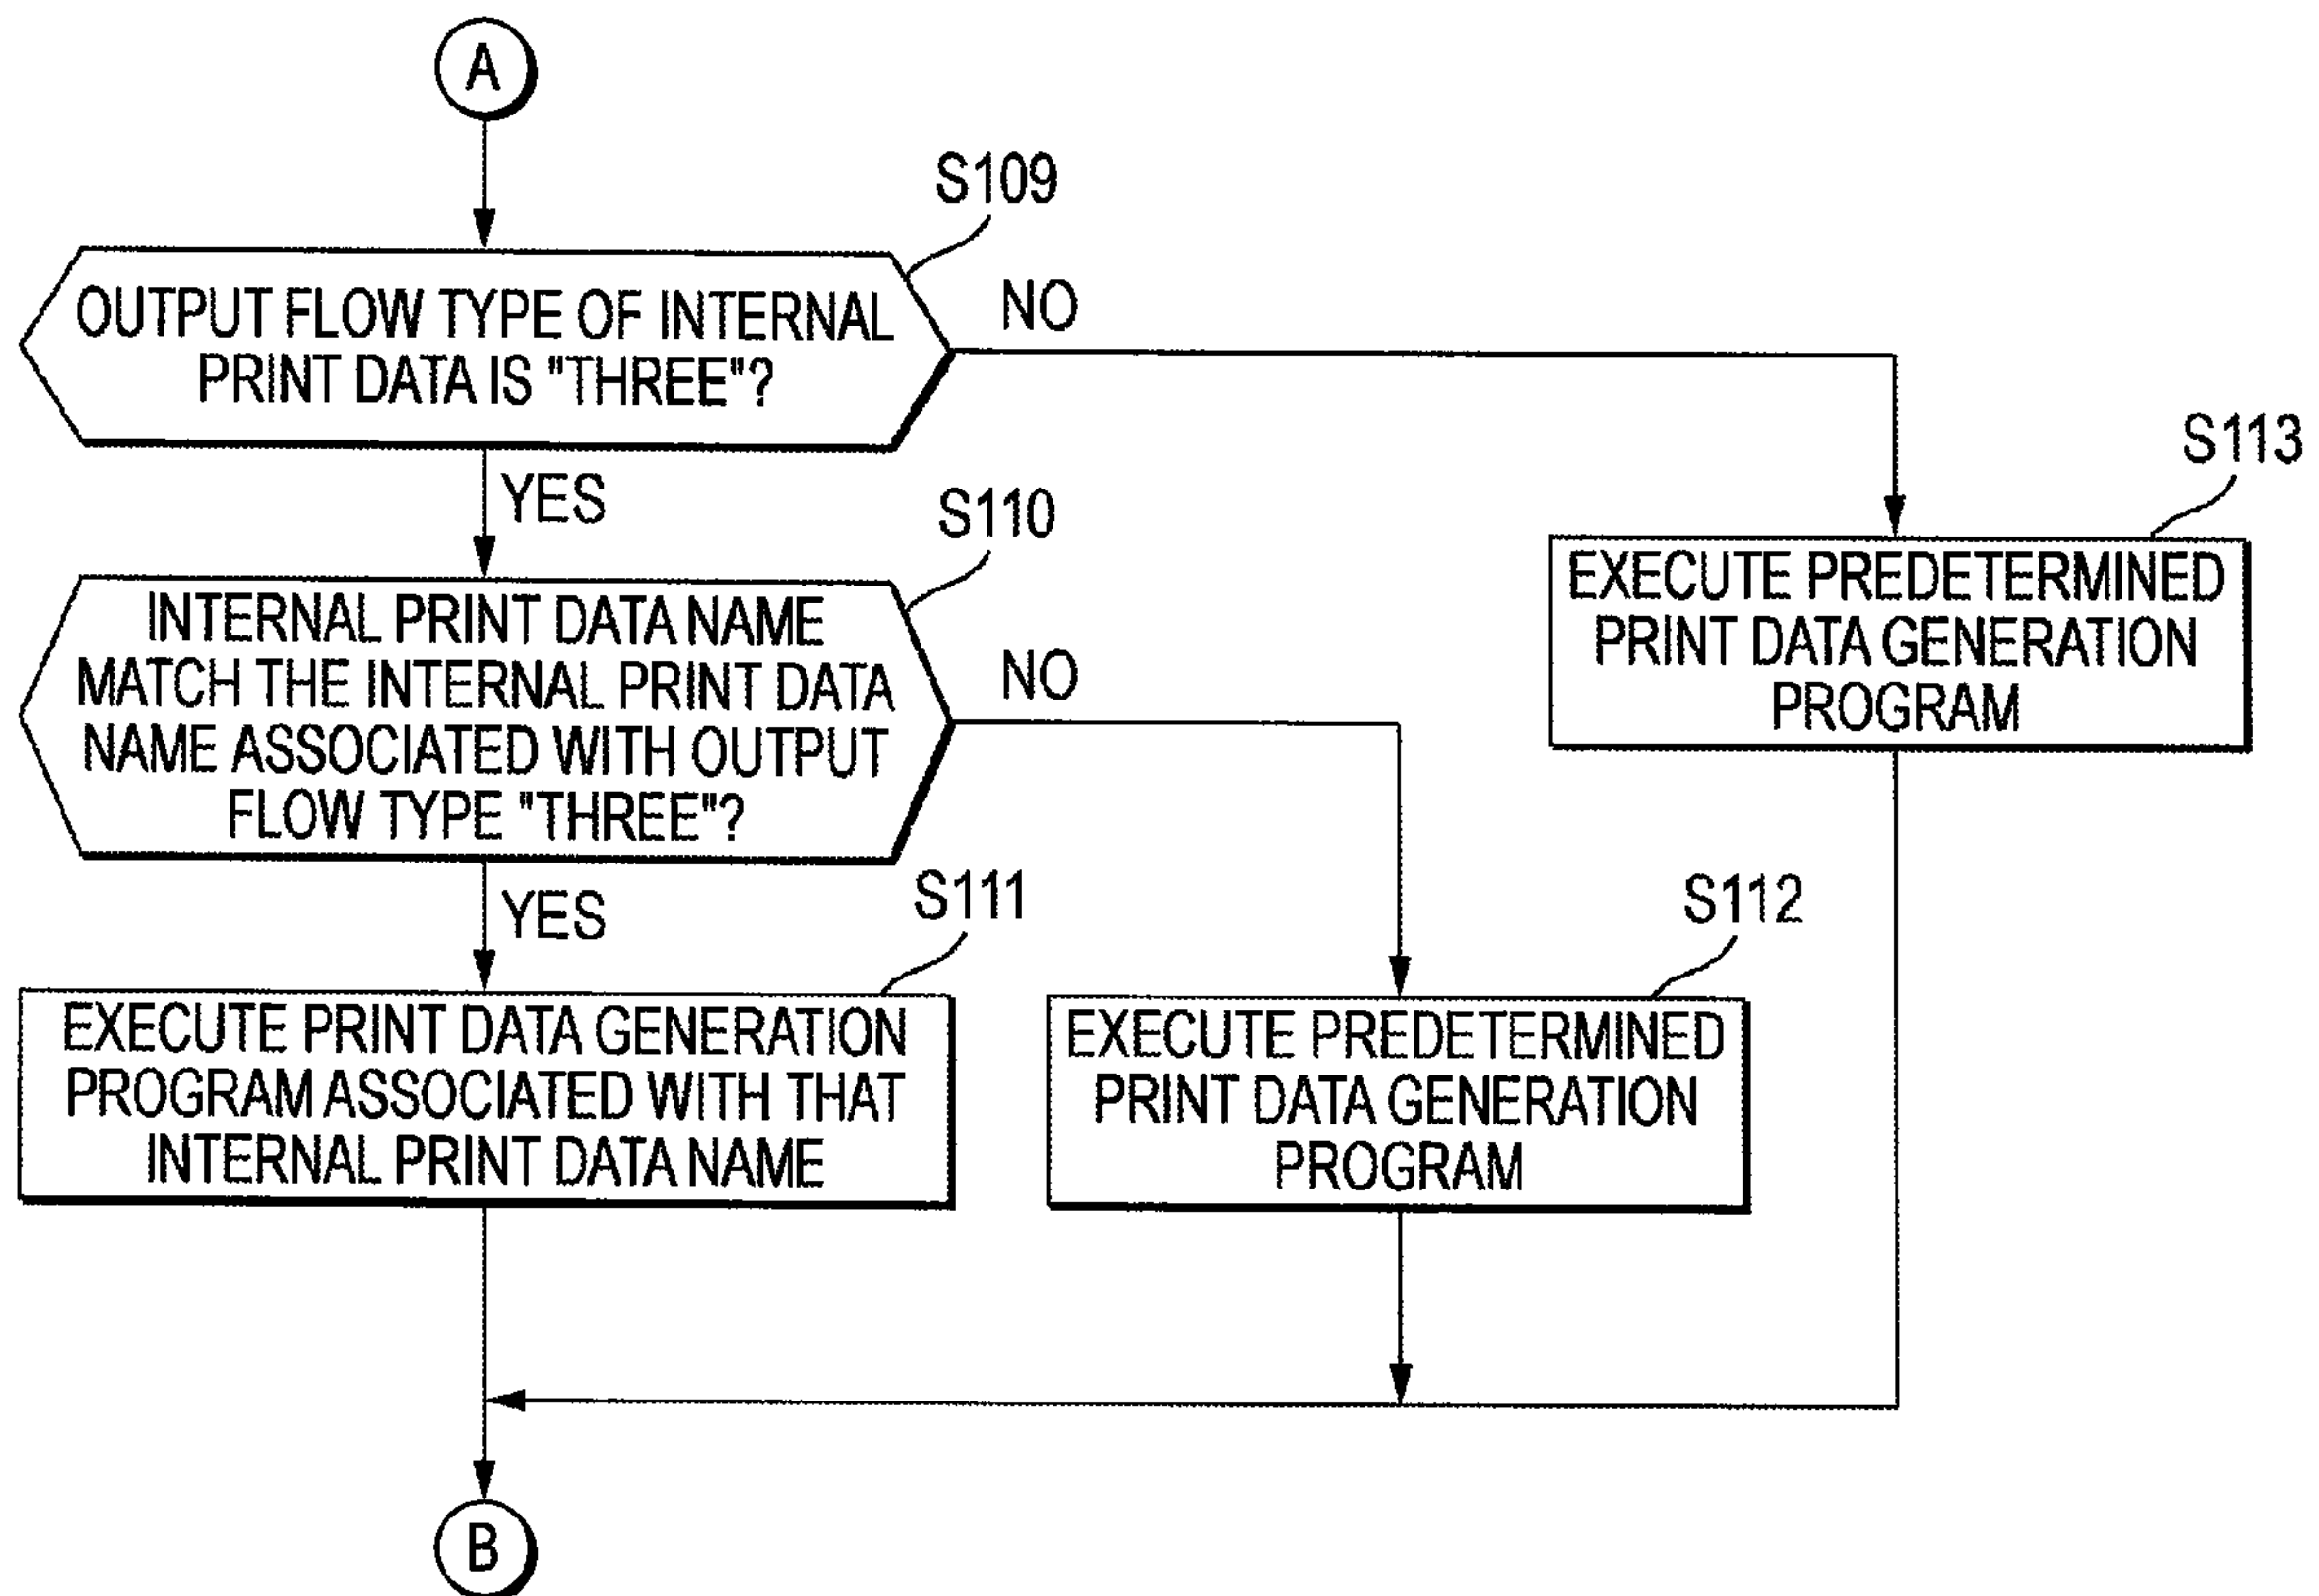 A
S109
OUTPUT FLOW TYPE OF INTERNAL
PRINT DATA IS "THREE"?
NO
YES
S113
EXECUTE PREDETERMINED
PRINT DATA GENERATION
PROGRAM
S110
INTERNAL PRINT DATA NAME
MATCH THE INTERNAL PRINT DATA
NAME ASSOCIATED WITH OUTPUT
FLOW TYPE "THREE"?
NO
YES
S111
EXECUTE PRINT DATA GENERATION
PROGRAM ASSOCIATED WITH THAT
INTERNAL PRINT DATA NAME
S112
EXECUTE PREDETERMINED
PRINT DATA GENERATION
PROGRAM
B